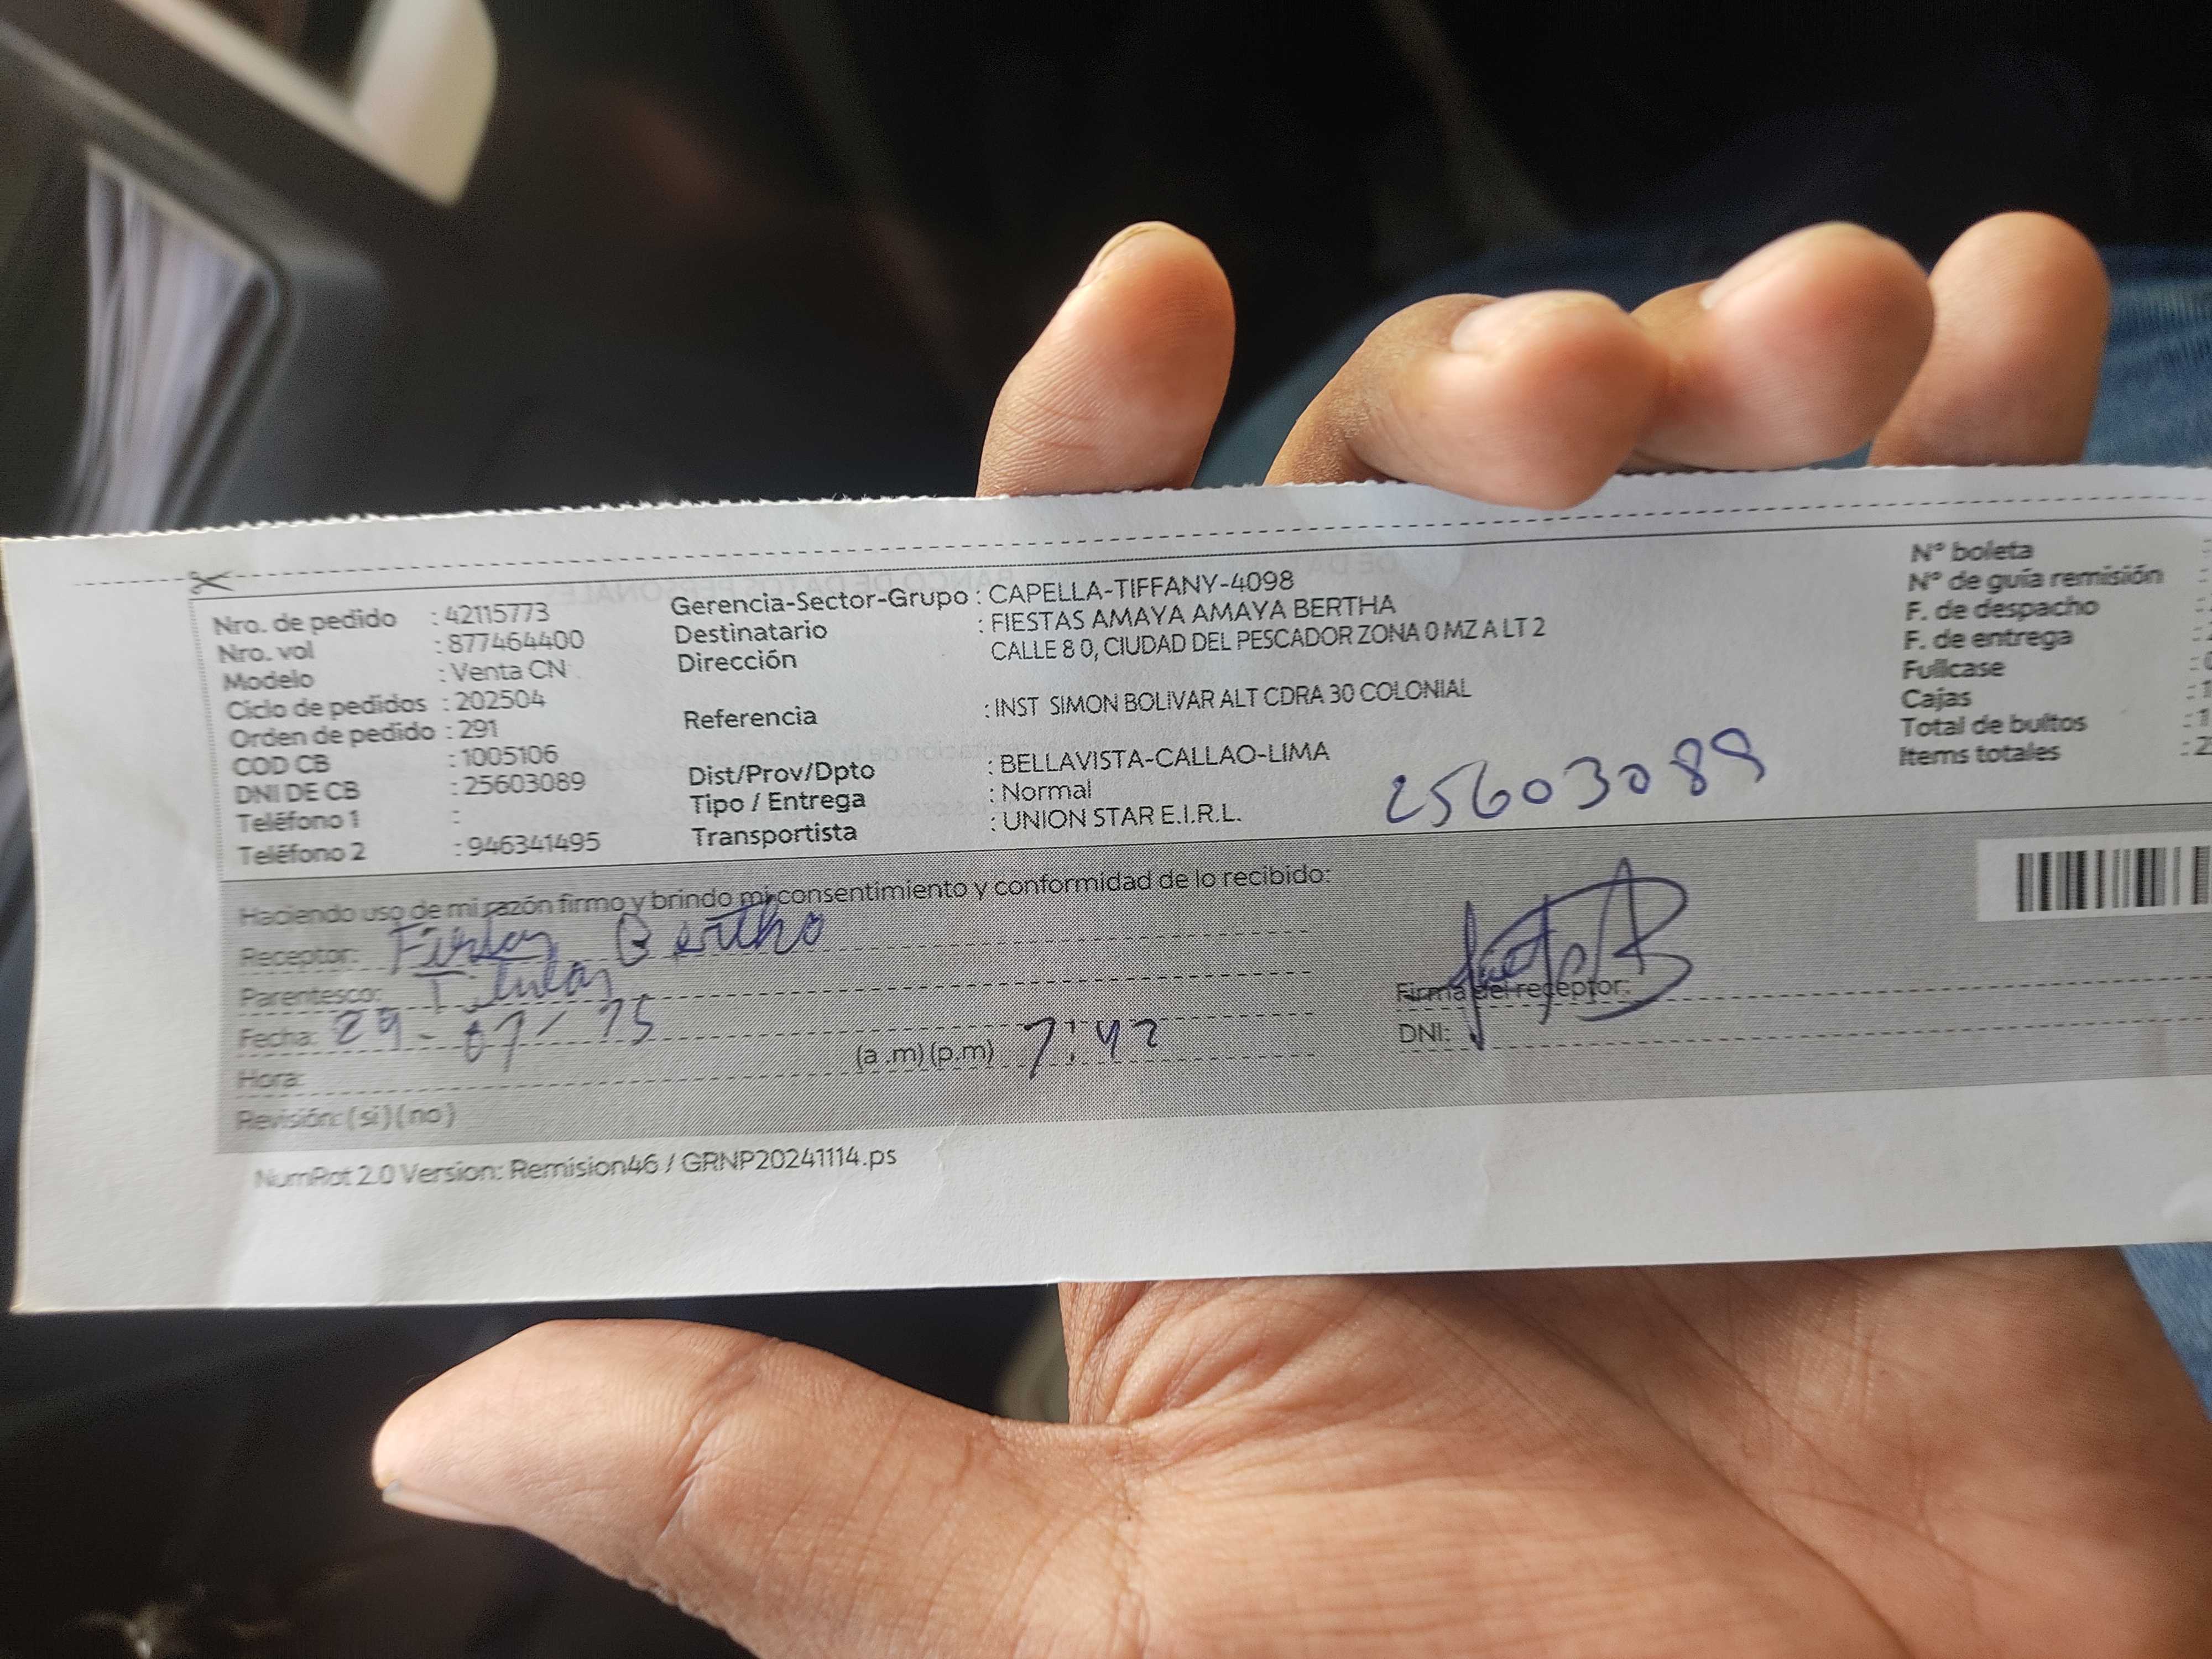 Nro. de pedido : 42115773
Nro. vol : 877464400
Modelo : Venta CN
Ciclo de pedidos : 202504
Orden de pedido : 291
COD CB : 1005106
DNI DE CB : 25603089
Teléfono 1 :
Teléfono 2 : 946341495
Gerencia-Sector-Grupo : CAPELLA-TIFFANY-4098
Destinatario : FIESTAS AMAYA AMAYA BERTHA
Dirección CALLE 8 0, CIUDAD DEL PESCADOR ZONA 0 MZ A LT 2
Referencia : INST SIMON BOLIVAR ALT CDRA 30 COLONIAL
Dist/Prov/Dpto : BELLAVISTA-CALLAO-LIMA
Tipo / Entrega : Normal
Transportista : UNION STAR E.I.R.L.
25603089
N° boleta
N° de guía remisión
F. de despacho
F. de entrega
Fullcase
Cajas
Total de bultos
Items totales
Haciendo uso de mi razón firmo y brindo mi consentimiento y conformidad de lo recibido:
Receptor: Bertha
Parentesco: Titular
Fecha: 29-07/
Hora: (a .m) (p.m) 7:42
Revisión: ( si ) ( no )
Firma del receptor:
DNI:
NumRot 2.0 Version: Remision46 / GRNP20241114.ps